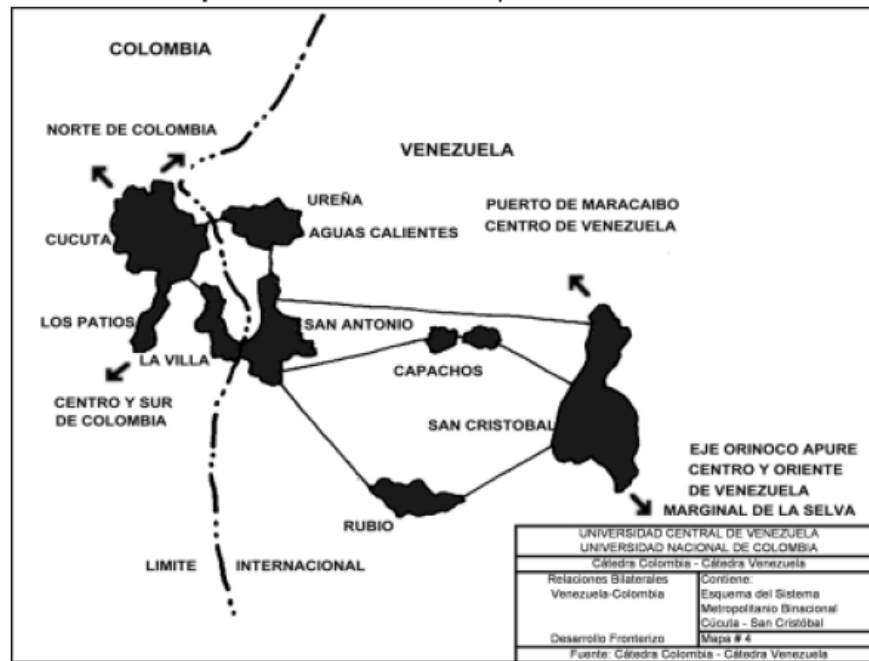 COLOMBIA
NORTE DE COLOMBIA
VENEZUELA
UREÑA
PUERTO DE MARACAIBO
AGUAS CALIENTES
CENTRO DE VENEZUELA
CUCUTA
LOS PATIOS
SAN ANTONIO
LA VILLA
CAPACHOS
CENTRO Y SUR
DE COLOMBIA
SAN CRISTOBAL
EJE ORINOCO APURE
CENTRO Y ORIENTE
DE VENEZUELA
MARGINAL DE LA SELVA
RUBIO
LIMITE INTERNACIONAL
UNIVERSIDAD CENTRAL DE VENEZUELA
UNIVERSIDAD NACIONAL DE COLOMBIA
Cátedra Colombia - Cátedra Venezuela
Relaciones Bilaterales
Venezuela-Colombia
Desarrollo Fronterizo
Contiene:
Esquema del Sistema
Metropolitanio Binacional
Cúcuta - San Cristóbal
Mapa # 4
Fuente: Cátedra Colombia - Cátedra Venezuela